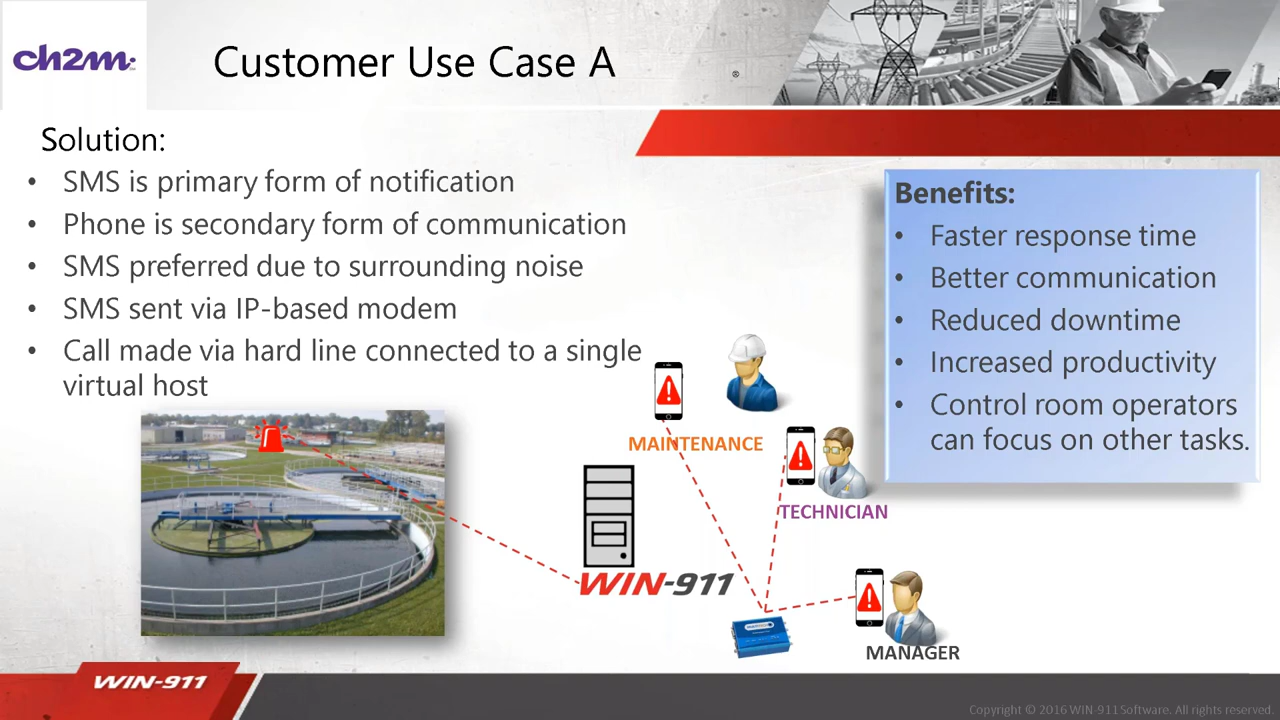 ch2m:
Customer Use Case A
®
Solution:
• SMS is primary form of notification
• Phone is secondary form of communication
• SMS preferred due to surrounding noise
• SMS sent via IP-based modem
• Call made via hard line connected to a single
virtual host
Benefits:
• Faster response time
• Better communication
• Reduced downtime
• Increased productivity
• Control room operators
can focus on other tasks.
MAINTENANCE
TECHNICIAN
WIN-911
MANAGER
WIN-911
Copyright © 2016 WIN-911 Software. All rights reserved.